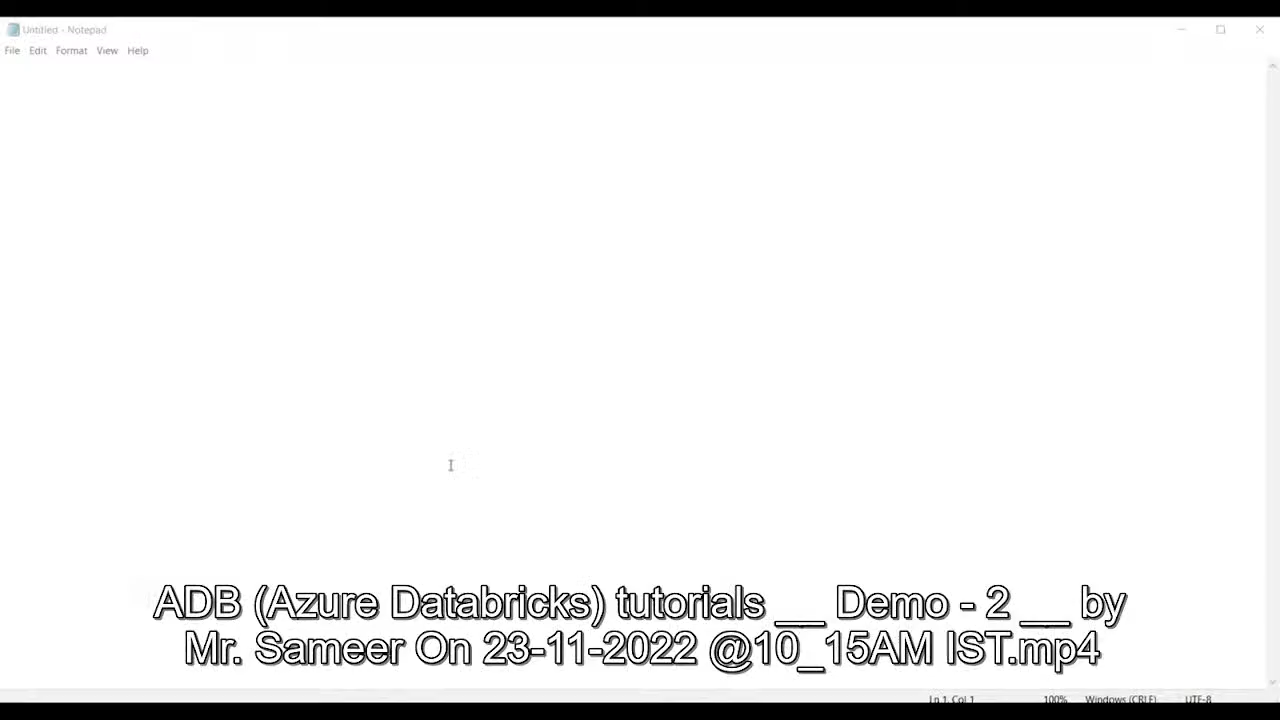 Untitled - Notepad
File Edit Format View Help
ADB (Azure Databricks) tutorials __ Demo - 2 __ by
Mr. Sameer On 23-11-2022 @10_15AM IST.mp4
Ln 1, Col 1 100% Windows (CRLF) UTF-8